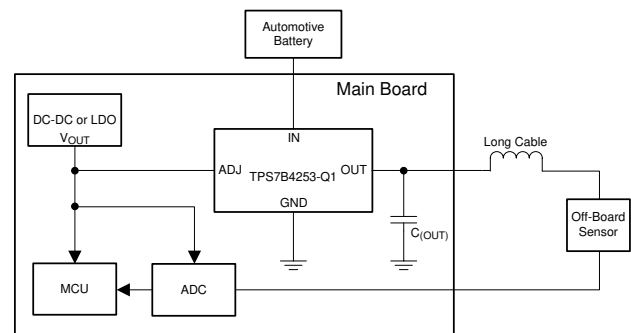 Automotive
Battery
Main Board
DC-DC or LDO
VOUT
IN
ADJ
TPS7B4253-Q1
OUT
GND
C(OUT)
Long Cable
Off-Board
Sensor
MCU
ADC